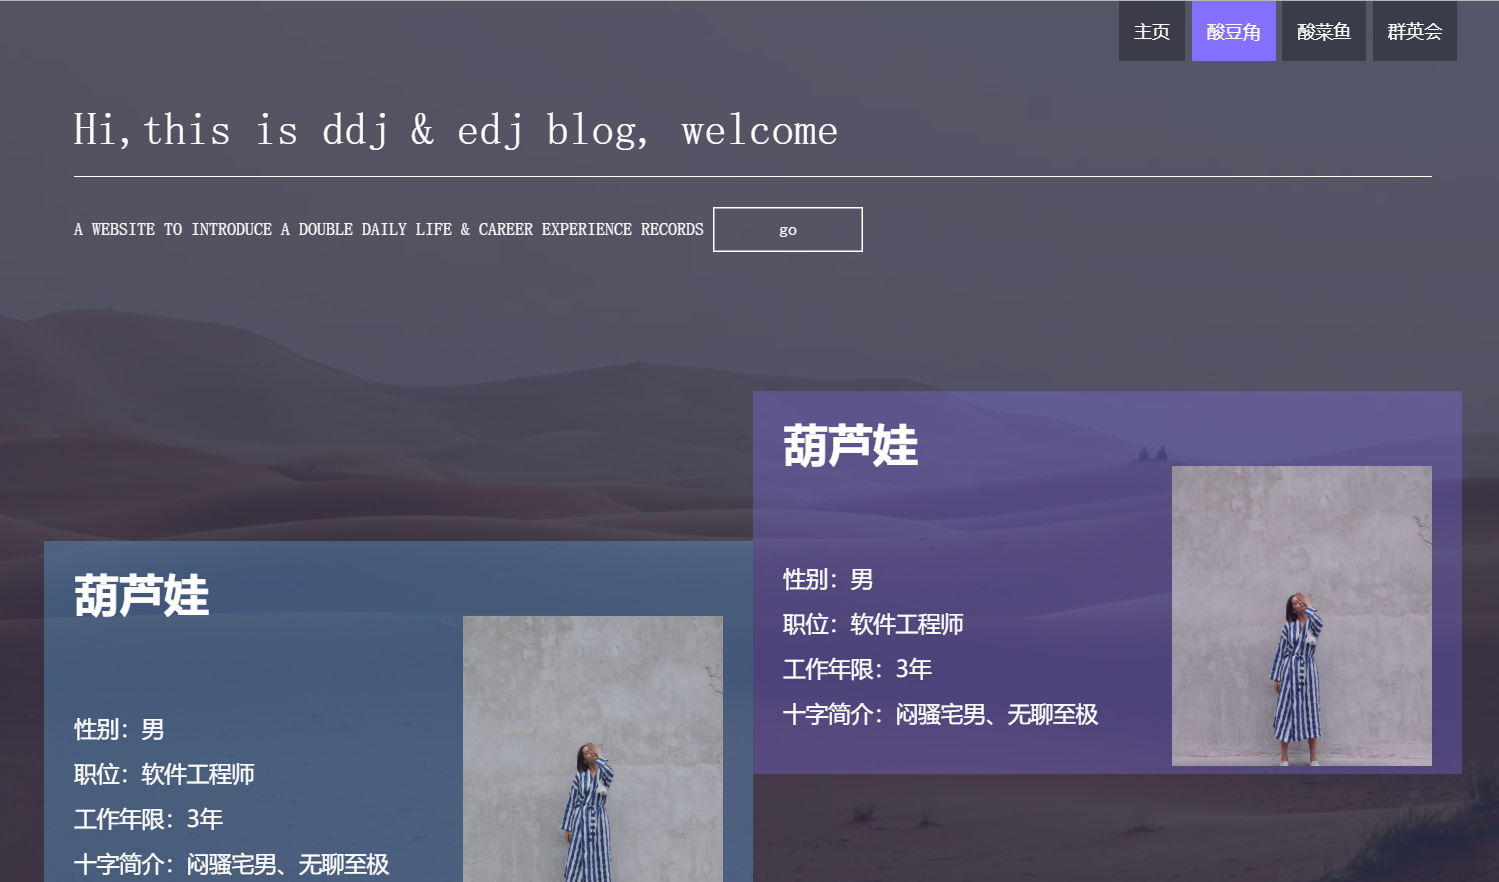 主页 酸豆角 酸菜鱼 群英会
Hi,this is ddj & edj blog, welcome
A WEBSITE TO INTRODUCE A DOUBLE DAILY LIFE & CAREER EXPERIENCE RECORDS go
葫芦娃
性别：男
职位：软件工程师
工作年限：3年
十字简介：闷骚宅男、无聊至极
葫芦娃
性别：男
职位：软件工程师
工作年限：3年
十字简介：闷骚宅男、无聊至极